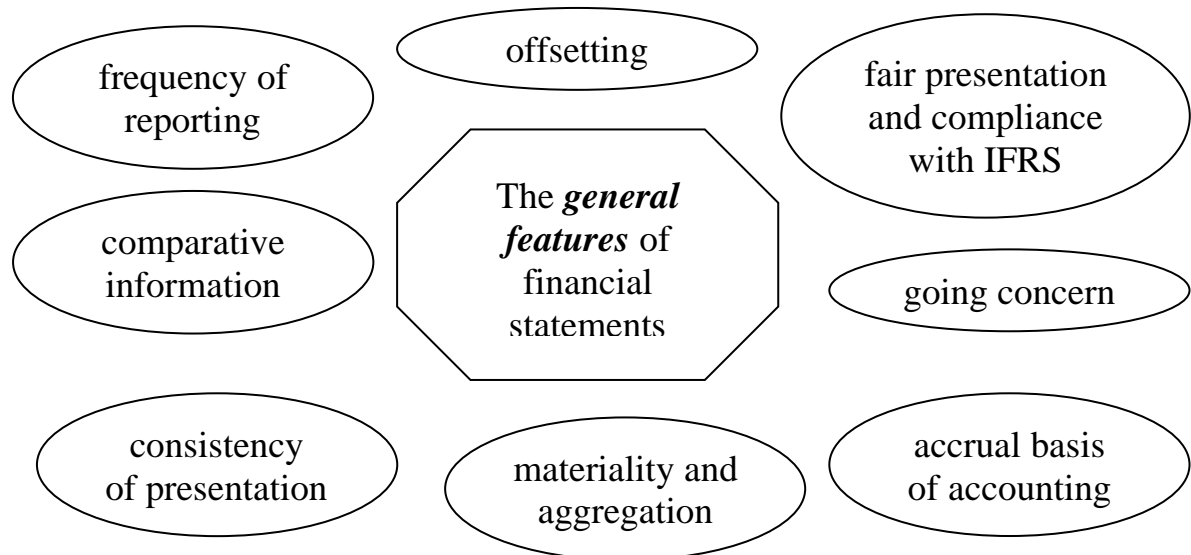 frequency of
reporting
offsetting
fair presentation
and compliance
with IFRS
comparative
information
The general
features of
financial
statements
going concern
consistency
of presentation
materiality and
aggregation
accrual basis
of accounting